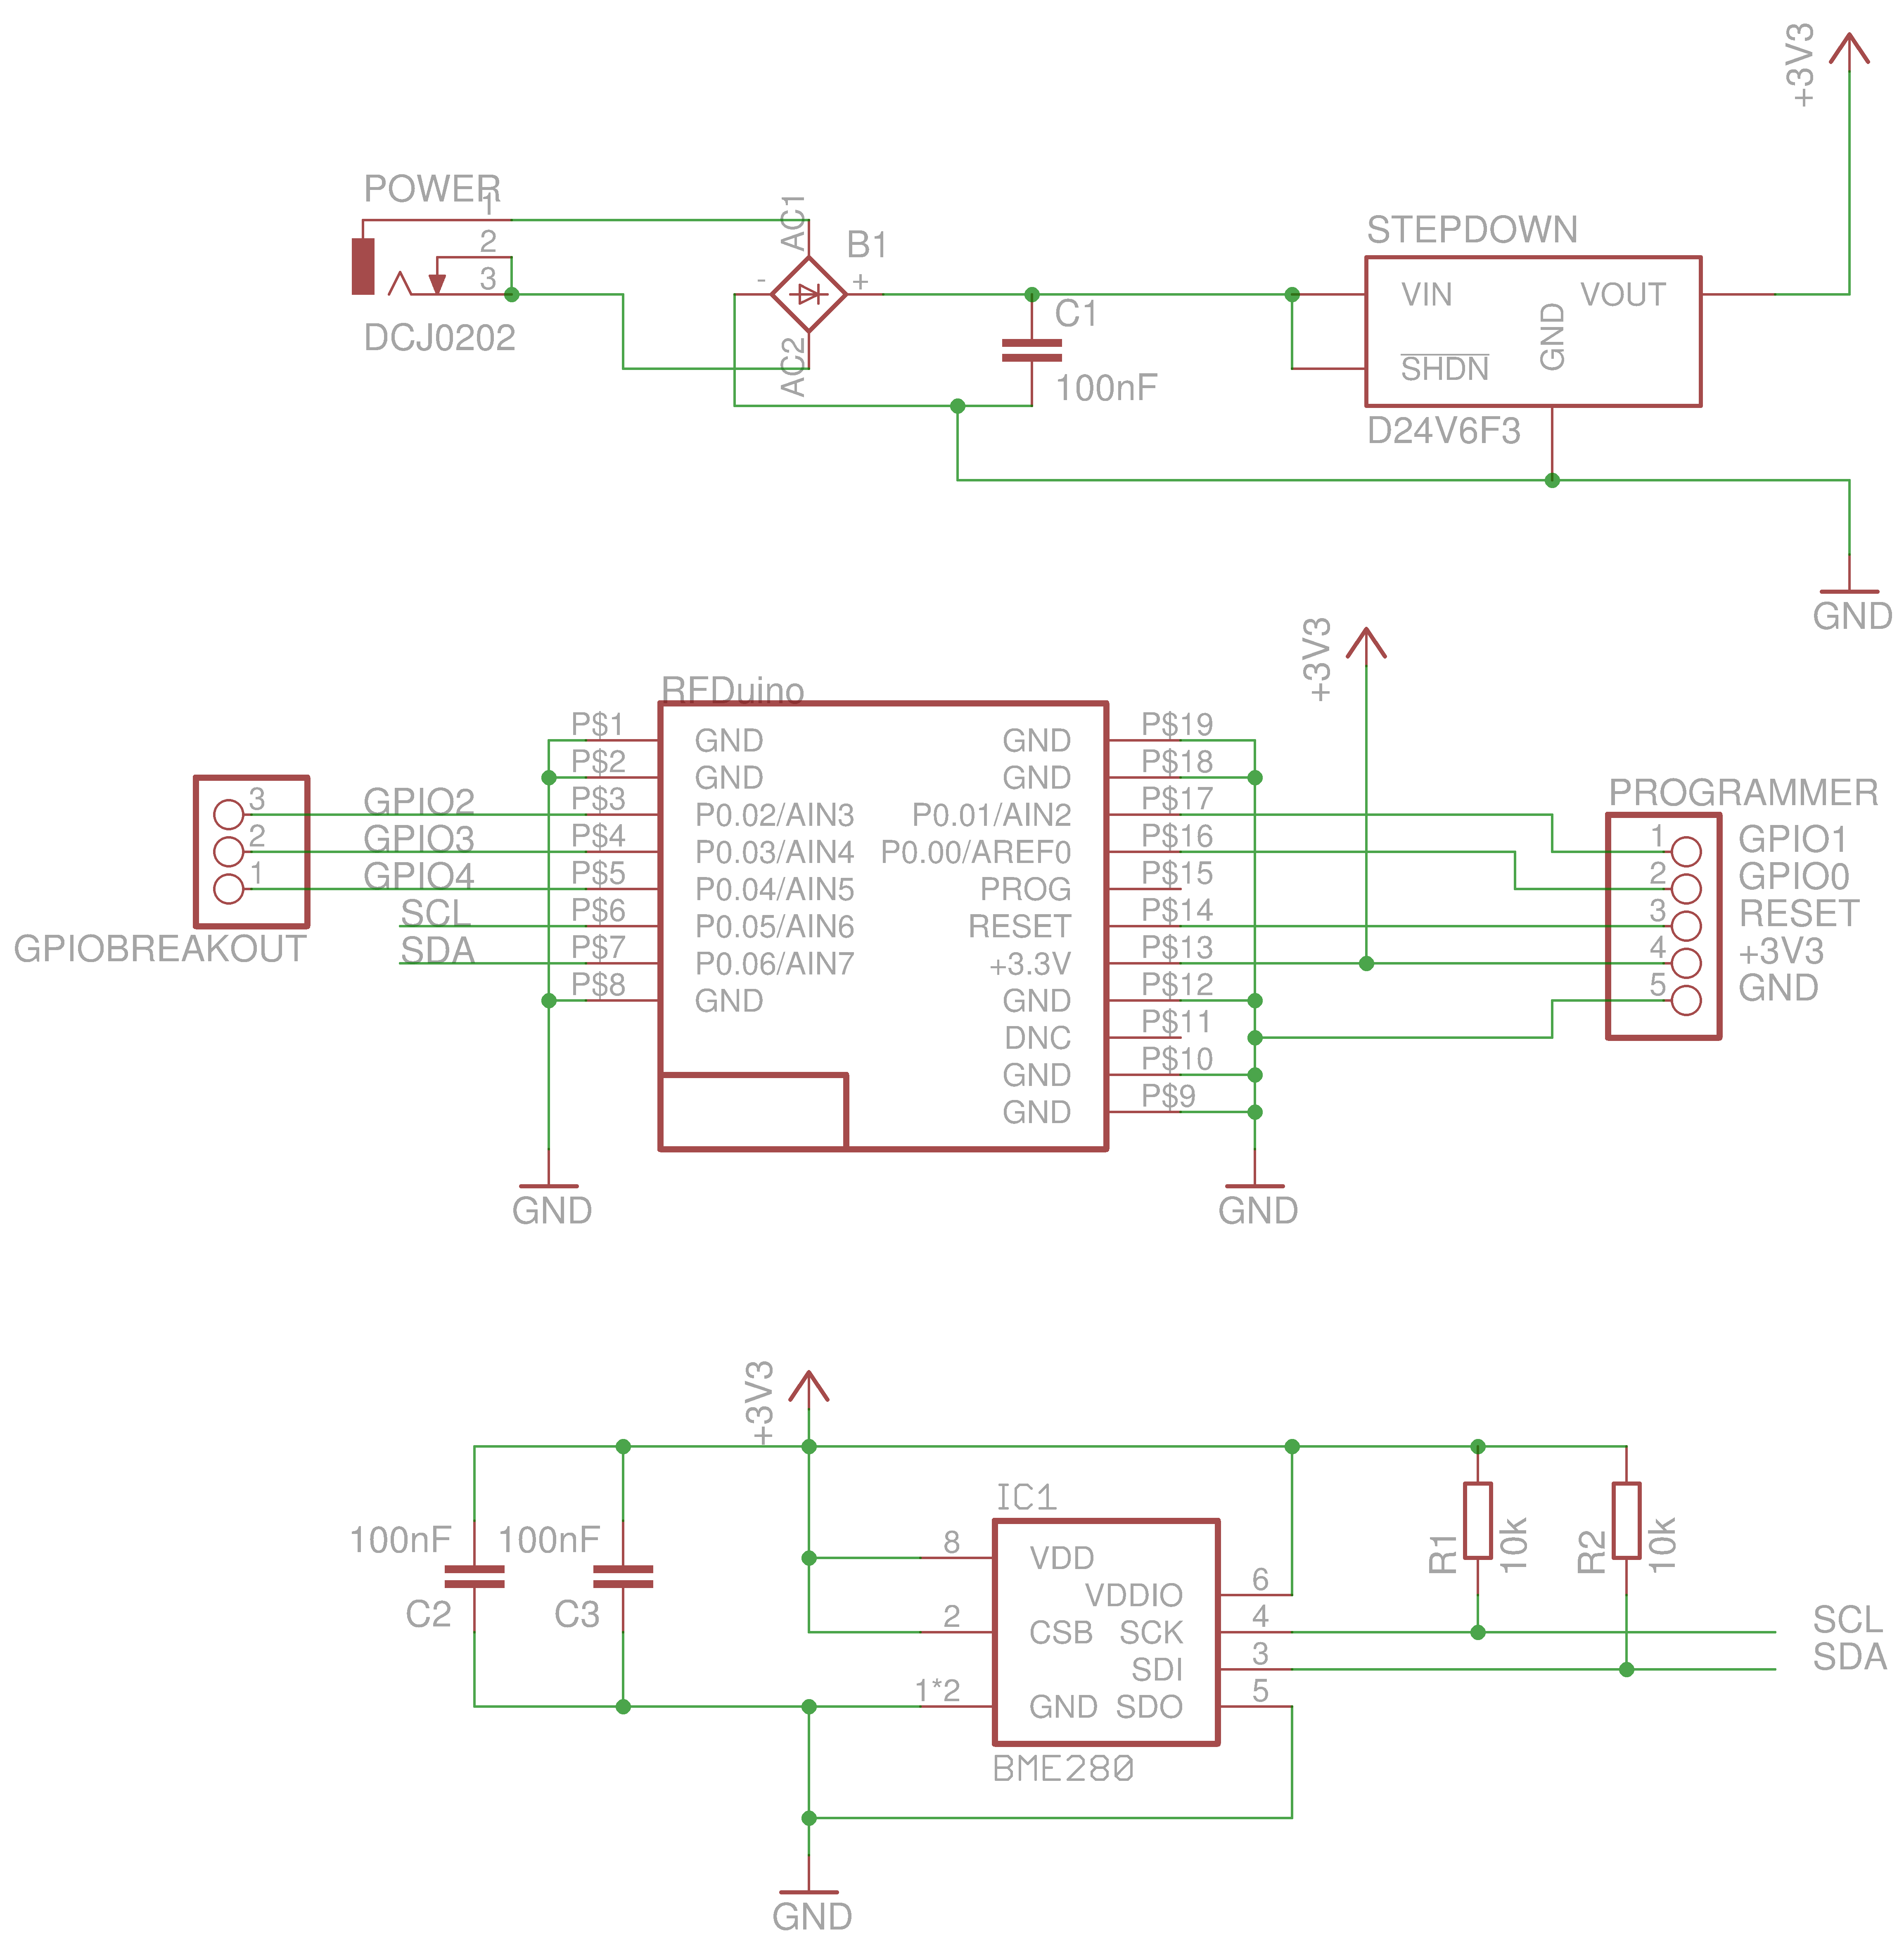 +3V3
POWER
1
2
3
DCJ0202
AC1
AC2
-
+
B1
C1
100nF
STEPDOWN
VIN
VOUT
GND
SHDN
D24V6F3
GND
+3V3
RFDuino
P$1
GND
P$2
GND
P$3
P0.02/AIN3
P$4
P0.03/AIN4
P$5
P0.04/AIN5
P$6
P0.05/AIN6
P$7
P0.06/AIN7
P$8
GND
GND
P$19
GND
P$18
P0.01/AIN2
P$17
P0.00/AREF0
P$16
PROG
P$15
RESET
P$14
+3.3V
P$13
GND
P$12
DNC
P$11
GND
P$10
GND
P$9
3
GPIO2
2
GPIO3
1
GPIO4
SCL
SDA
GPIOBREAKOUT
PROGRAMMER
1
GPIO1
2
GPIO0
3
RESET
4
+3V3
5
GND
GND
GND
+3V3
100nF
C2
100nF
C3
IC1
8
VDD
VDDIO
6
2
CSB
SCK
4
SDI
3
1*2
GND
SDO
5
BME280
R1
10k
R2
10k
SCL
SDA
GND